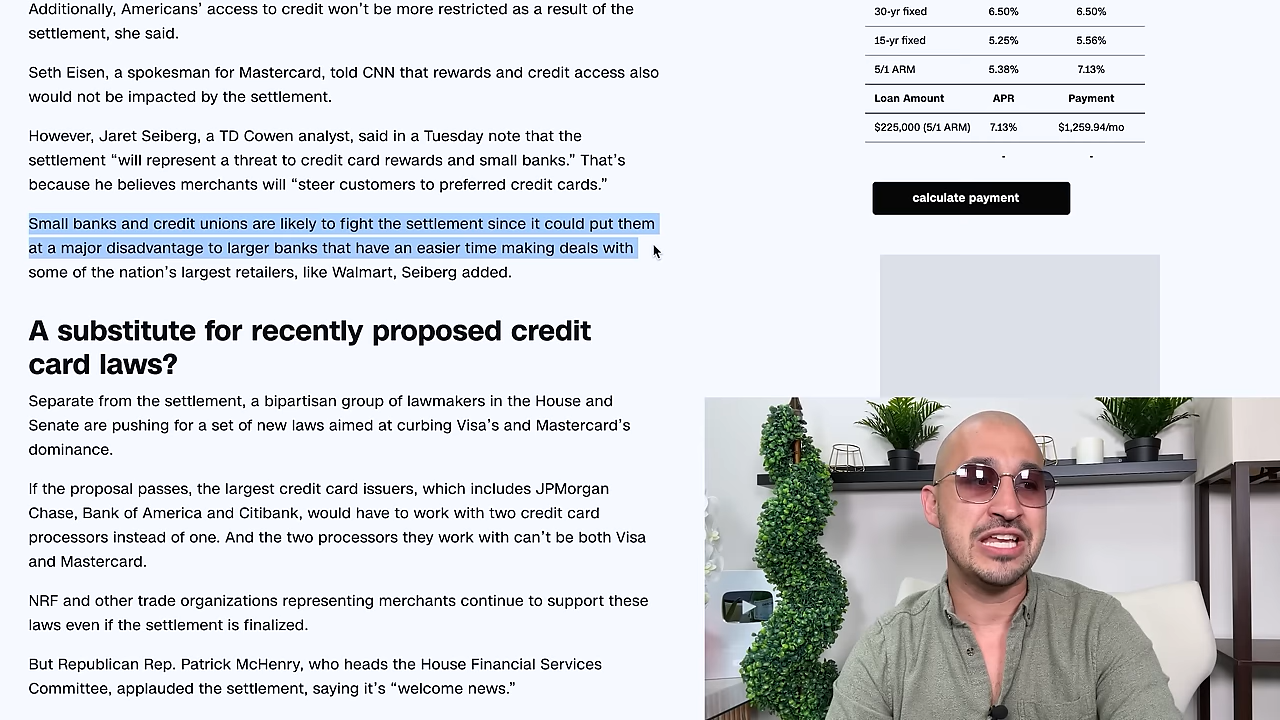 Additionally, Americans’ access to credit won’t be more restricted as a result of the
settlement, she said.
Seth Eisen, a spokesman for Mastercard, told CNN that rewards and credit access also
would not be impacted by the settlement.
However, Jaret Seiberg, a TD Cowen analyst, said in a Tuesday note that the
settlement “will represent a threat to credit card rewards and small banks.” That’s
because he believes merchants will “steer customers to preferred credit cards.”
Small banks and credit unions are likely to fight the settlement since it could put them
at a major disadvantage to larger banks that have an easier time making deals with
some of the nation’s largest retailers, like Walmart, Seiberg added.
A substitute for recently proposed credit
card laws?
Separate from the settlement, a bipartisan group of lawmakers in the House and
Senate are pushing for a set of new laws aimed at curbing Visa’s and Mastercard’s
dominance.
If the proposal passes, the largest credit card issuers, which includes JPMorgan
Chase, Bank of America and Citibank, would have to work with two credit card
processors instead of one. And the two processors they work with can’t be both Visa
and Mastercard.
NRF and other trade organizations representing merchants continue to support these
laws even if the settlement is finalized.
But Republican Rep. Patrick McHenry, who heads the House Financial Services
Committee, applauded the settlement, saying it’s “welcome news.”
30-yr fixed 6.50% 6.50%
15-yr fixed 5.25% 5.56%
5/1 ARM 5.38% 7.13%
Loan Amount APR Payment
$225,000 (5/1 ARM) 7.13% $1,259.94/mo
- -
calculate payment